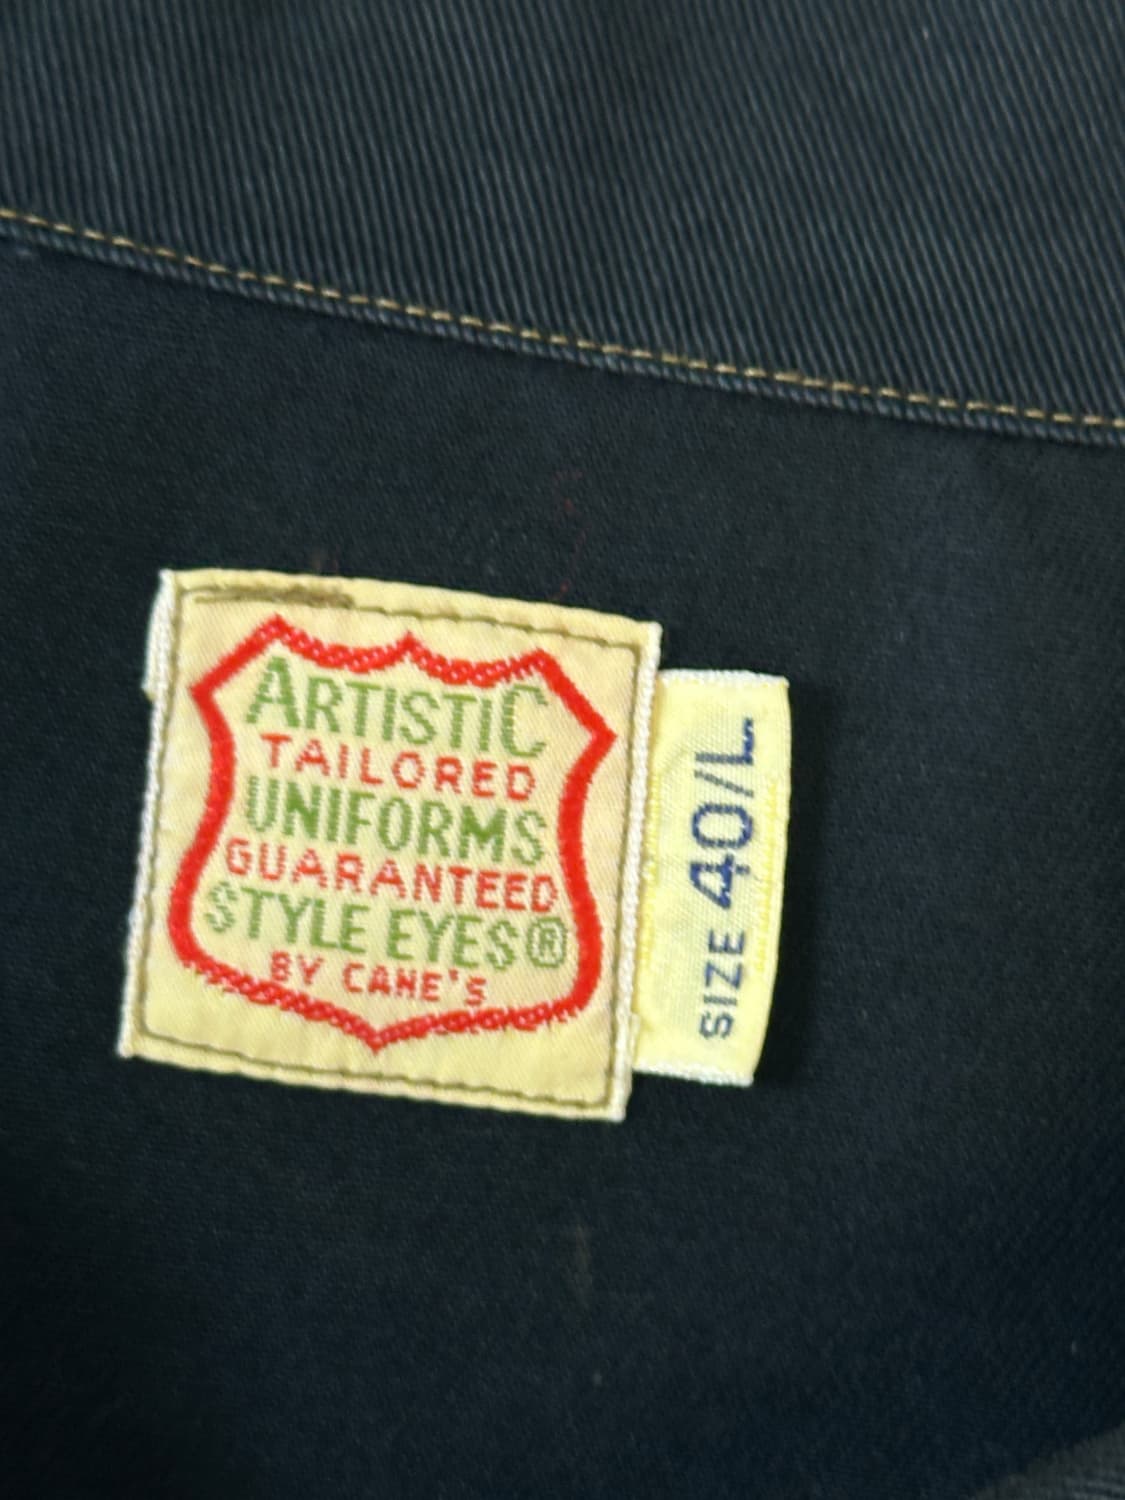 ARTISTIC
TAILORED
UNIFORMS
GUARANTEED
STYLE EYES®
BY CANE'S
SIZE 40/L